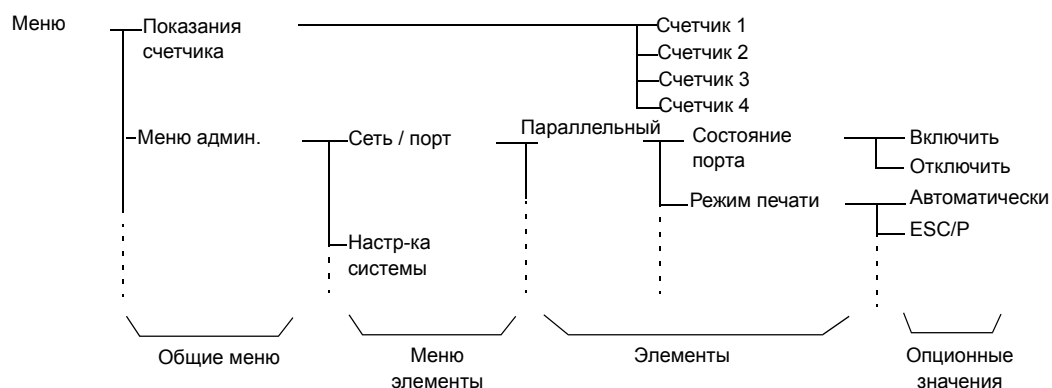 Меню
Показания
счетчика
Счетчик 1
Счетчик 2
Счетчик 3
Счетчик 4
Меню админ.
Сеть / порт
Параллельный
Состояние
порта
Включить
Отключить
Режим печати
Автоматически
ESC/P
Настр-ка
системы
Общие меню
Меню
элементы
Элементы
Опционные
значения